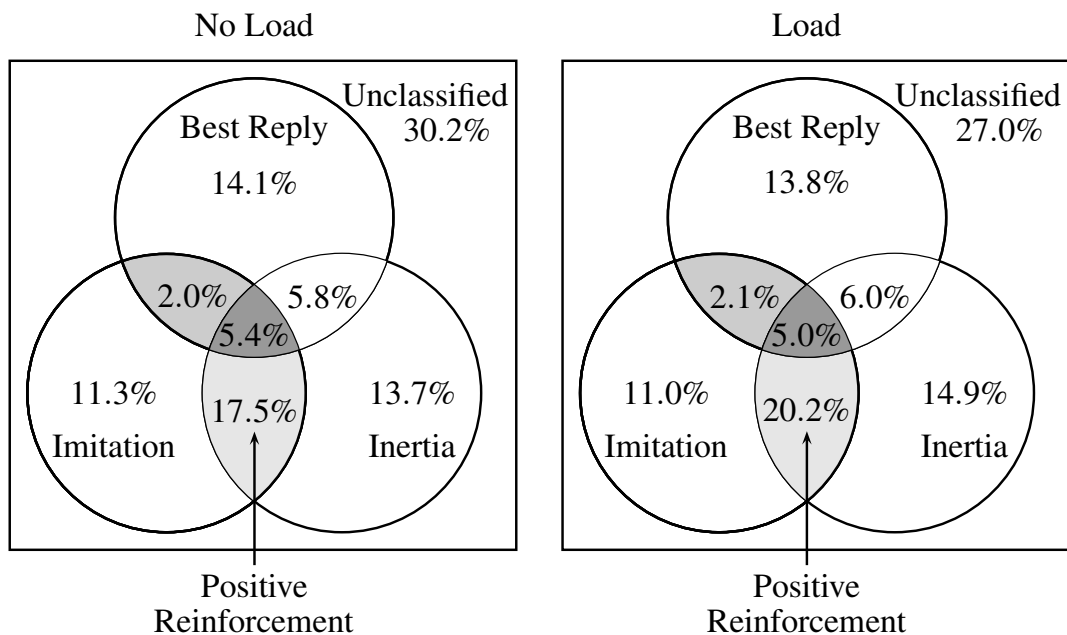 No Load
Unclassified
30.2%
Best Reply
14.1%
2.0%
5.8%
5.4%
11.3%
17.5%
13.7%
Imitation
Inertia
Positive
Reinforcement
Load
Unclassified
27.0%
Best Reply
13.8%
2.1%
6.0%
5.0%
11.0%
20.2%
14.9%
Imitation
Inertia
Positive
Reinforcement